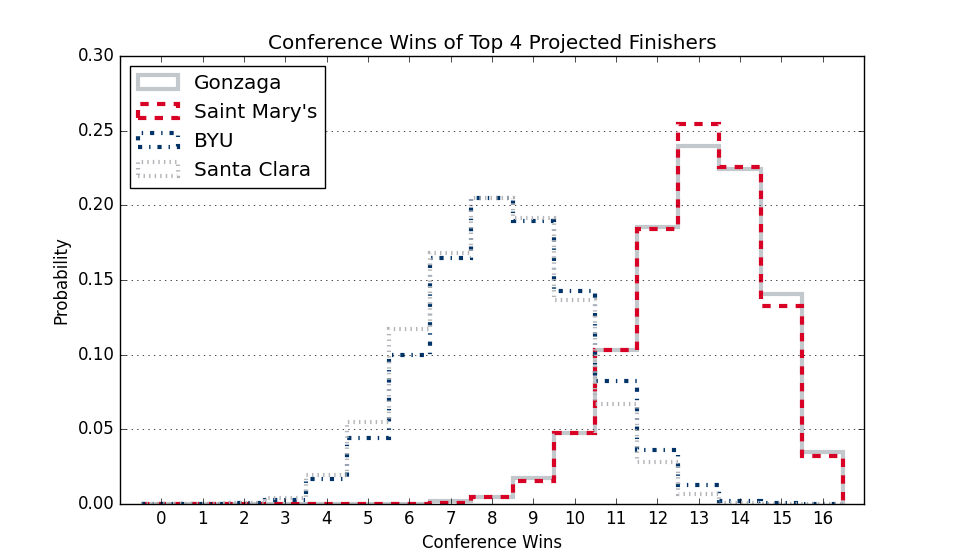 Conference Wins of Top 4 Projected Finishers
0.30
Gonzaga
Saint Mary's
BYU
Santa Clara
0.25
0.20
0.15
0.10
0.05
0.00
Probability
0 1 2 3 4 5 6 7 8 9 10 11 12 13 14 15 16
Conference Wins